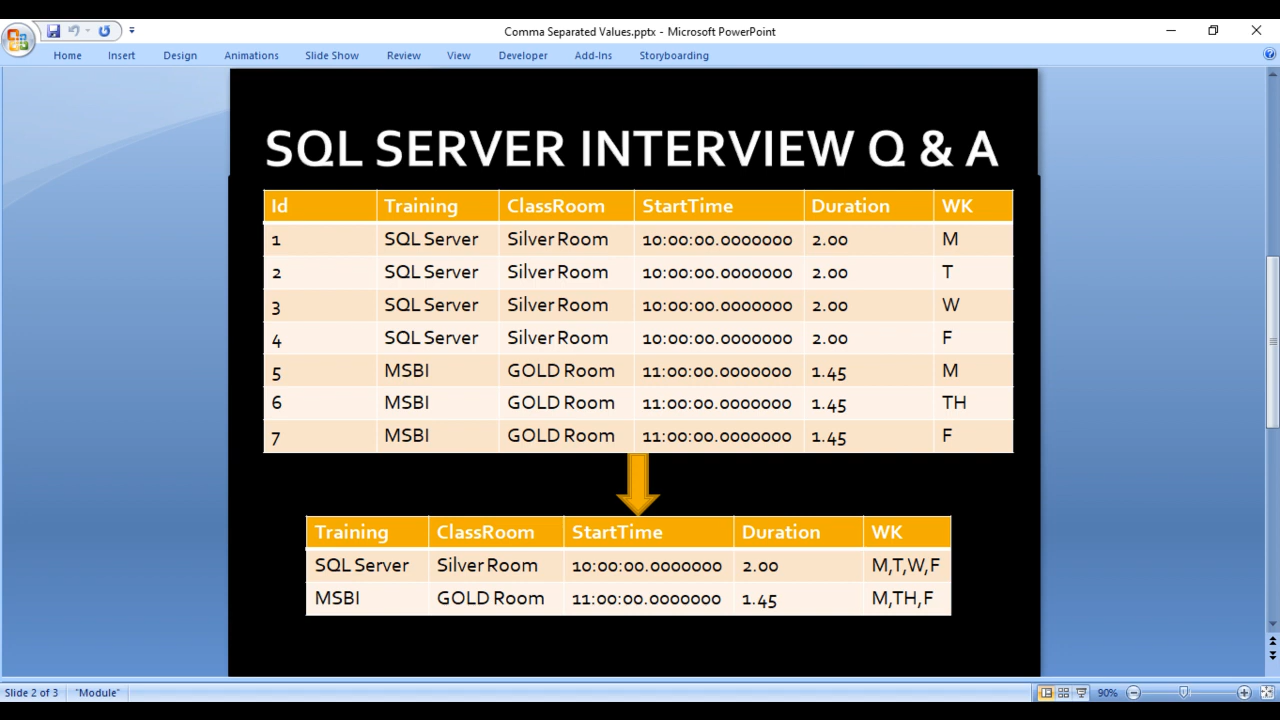 Comma Separated Values.pptx - Microsoft PowerPoint
Home Insert Design Animations Slide Show Review View Developer Add-Ins Storyboarding
SQL SERVER INTERVIEW Q & A
Id Training ClassRoom StartTime Duration WK
1 SQL Server Silver Room 10:00:00.0000000 2.00 M
2 SQL Server Silver Room 10:00:00.0000000 2.00 T
3 SQL Server Silver Room 10:00:00.0000000 2.00 W
4 SQL Server Silver Room 10:00:00.0000000 2.00 F
5 MSBI GOLD Room 11:00:00.0000000 1.45 M
6 MSBI GOLD Room 11:00:00.0000000 1.45 TH
7 MSBI GOLD Room 11:00:00.0000000 1.45 F
Training ClassRoom StartTime Duration WK
SQL Server Silver Room 10:00:00.0000000 2.00 M,T,W,F
MSBI GOLD Room 11:00:00.0000000 1.45 M,TH,F
Slide 2 of 3 "Module" 90%